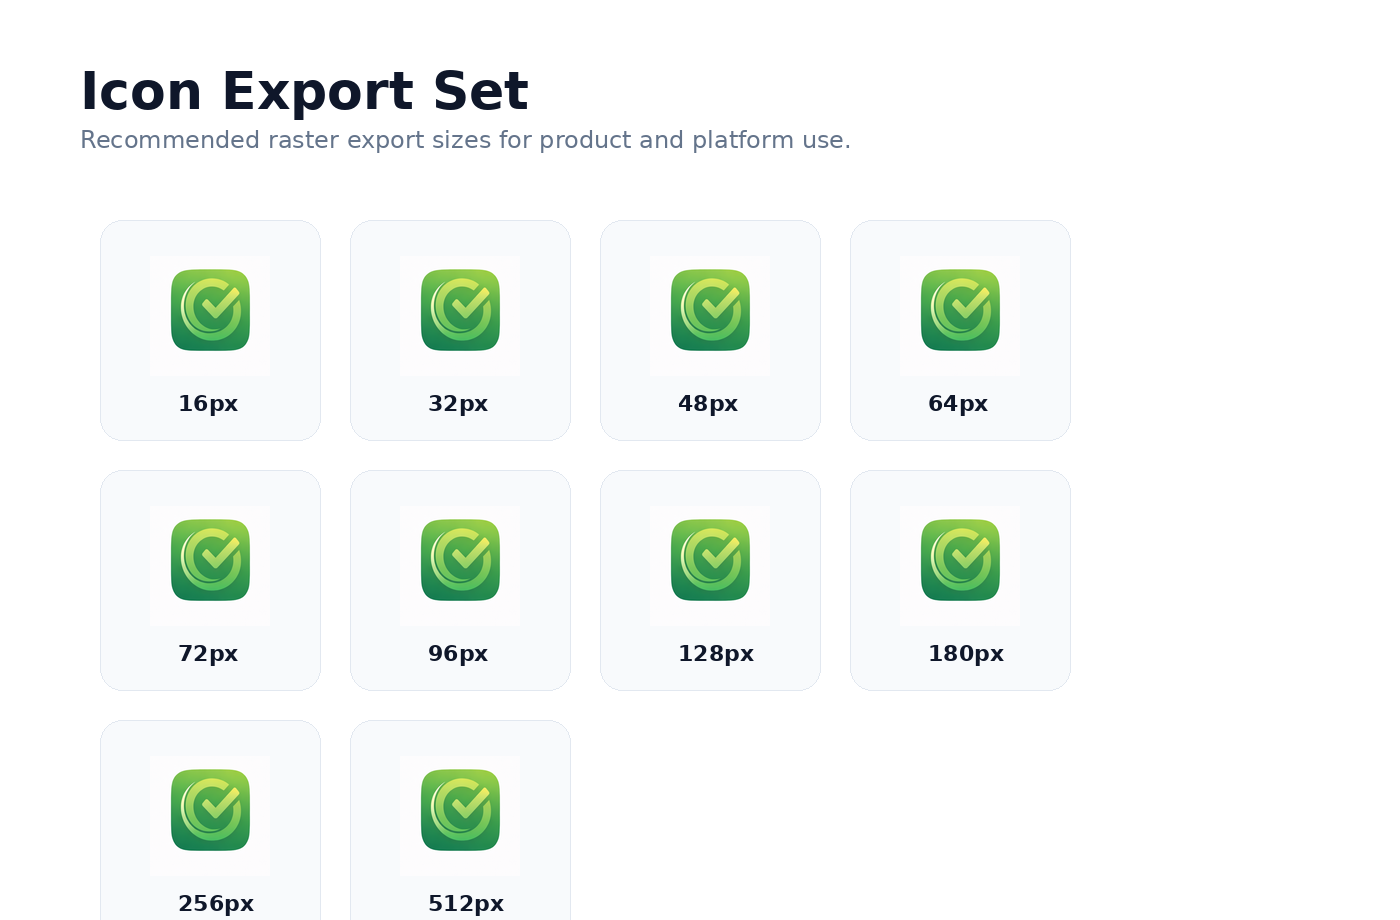 Icon Export Set
Recommended raster export sizes for product and platform use.
16px
32px
48px
64px
72px
96px
128px
180px
256px
512px